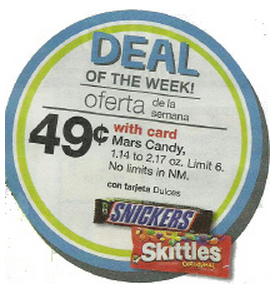 DEAL
OF THE WEEK!
oferta de la
semana
49¢ with card
Mars Candy,
1.14 to 2.17 oz. Limit 6.
No limits in NM.
con tarjeta Dulces
SNICKERS
Skittles
Original